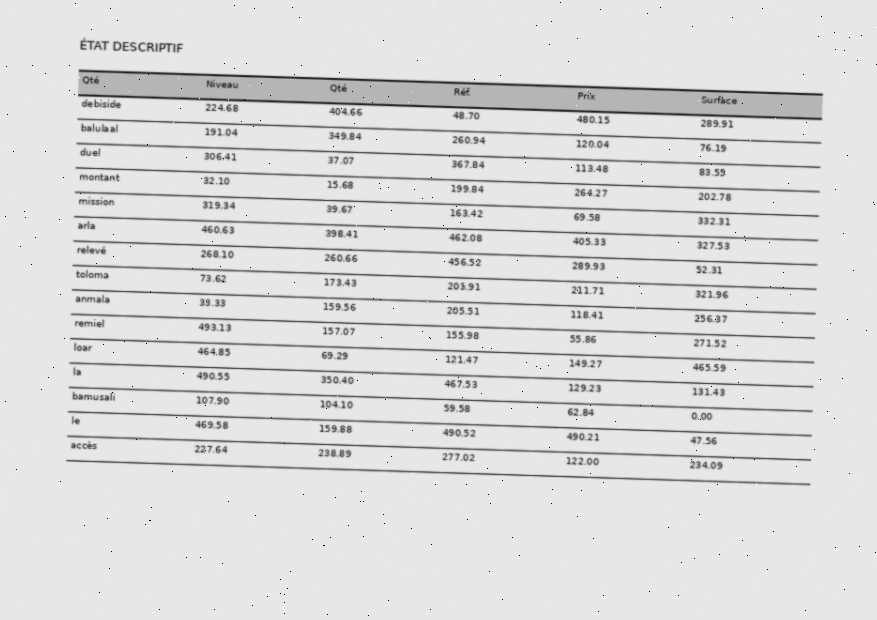 ÉTAT DESCRIPTIF
Qté Niveau Qté Réf. Prix Surface
debiside 224.68 404.66 48.70 480.15 289.91
balulaal 191.04 349.84 260.94 120.04 76.19
duel 306.41 37.07 367.84 113.48 83.59
montant 32.10 15.68 199.84 264.27 202.78
mission 319.34 39.67 163.42 69.58 332.31
arla 460.63 398.41 462.08 405.33 327.53
relevé 268.10 260.66 456.52 289.93 52.31
toloma 73.62 173.43 203.91 211.71 321.96
anmala 39.33 159.56 205.51 118.41 256.37
remiel 493.13 157.07 155.98 55.86 271.52
loar 464.85 69.29 121.47 149.27 465.59
la 490.55 350.40 467.53 129.23 131.43
bamusali 107.90 104.10 59.58 62.84 0.00
le 469.58 159.88 490.52 490.21 47.56
accès 227.64 238.89 277.02 122.00 234.09